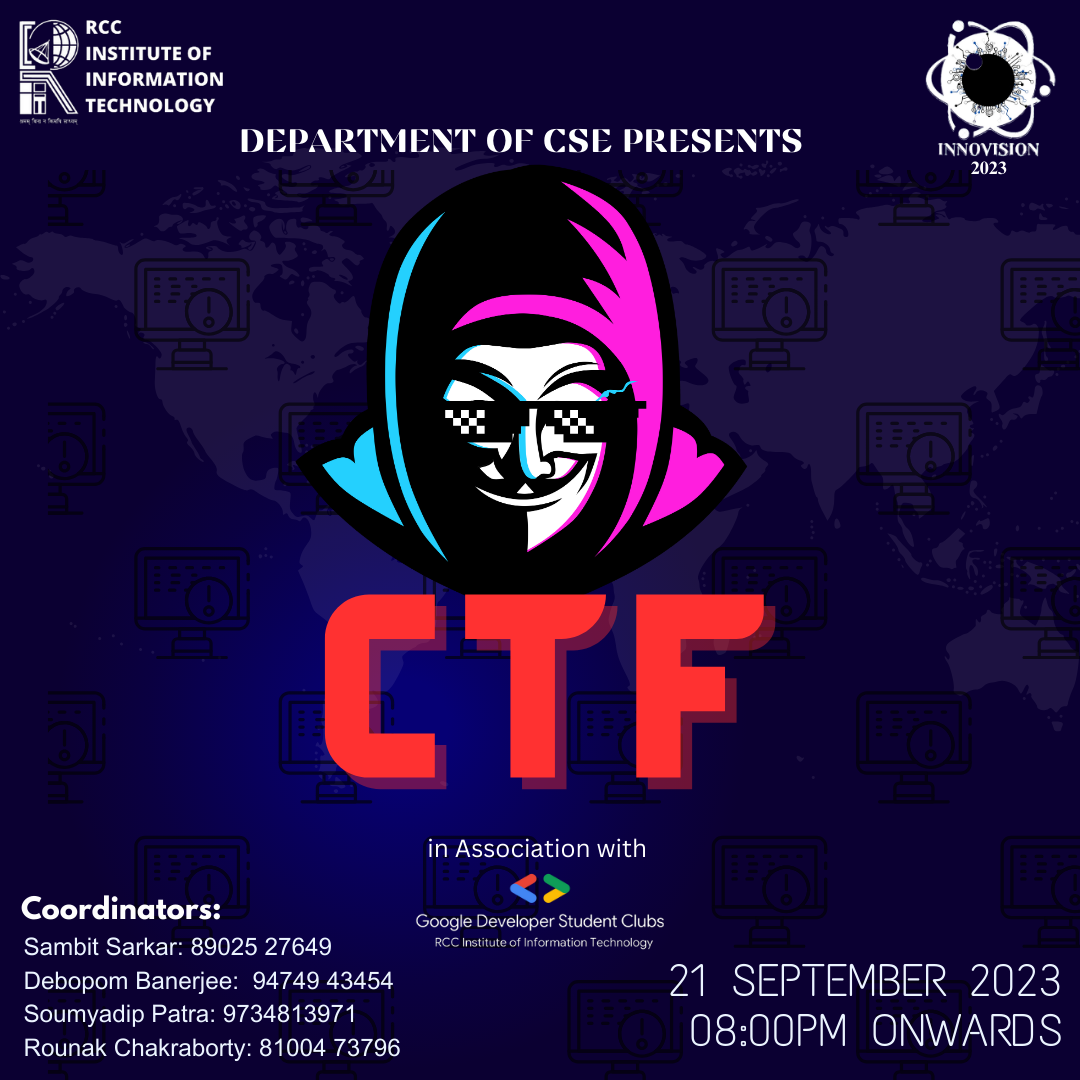 RCC
INSTITUTE OF
INFORMATION
TECHNOLOGY
INNOVISION
2023
DEPARTMENT OF CSE PRESENTS
CTF
in Association with
Google Developer Student Clubs
RCC Institute of Information Technology
Coordinators:
Sambit Sarkar: 89025 27649
Debopom Banerjee: 94749 43454
Soumyadip Patra: 9734813971
Rounak Chakraborty: 81004 73796
21 SEPTEMBER 2023
08:00PM ONWARDS